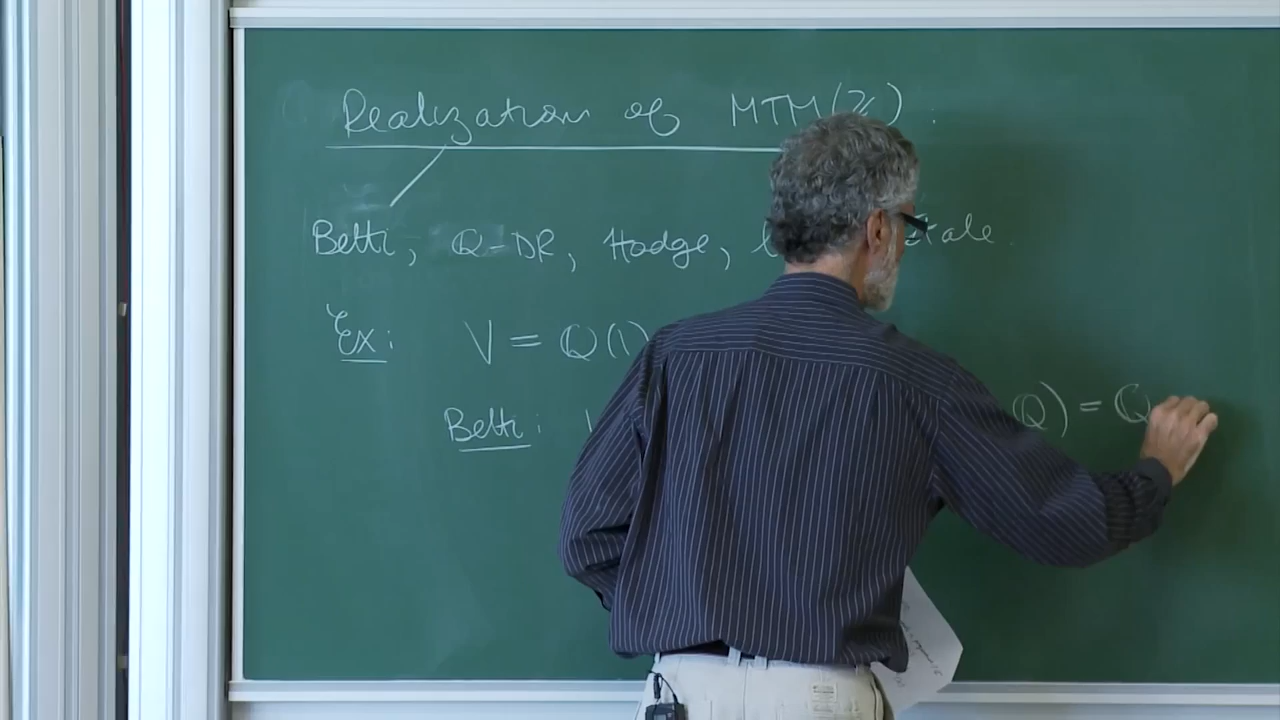 Realization of MTM(ℤ) :
Betti, Q-DR, Hodge, l étale.
Ex: V = Q(1)
Betti: Q) = Q